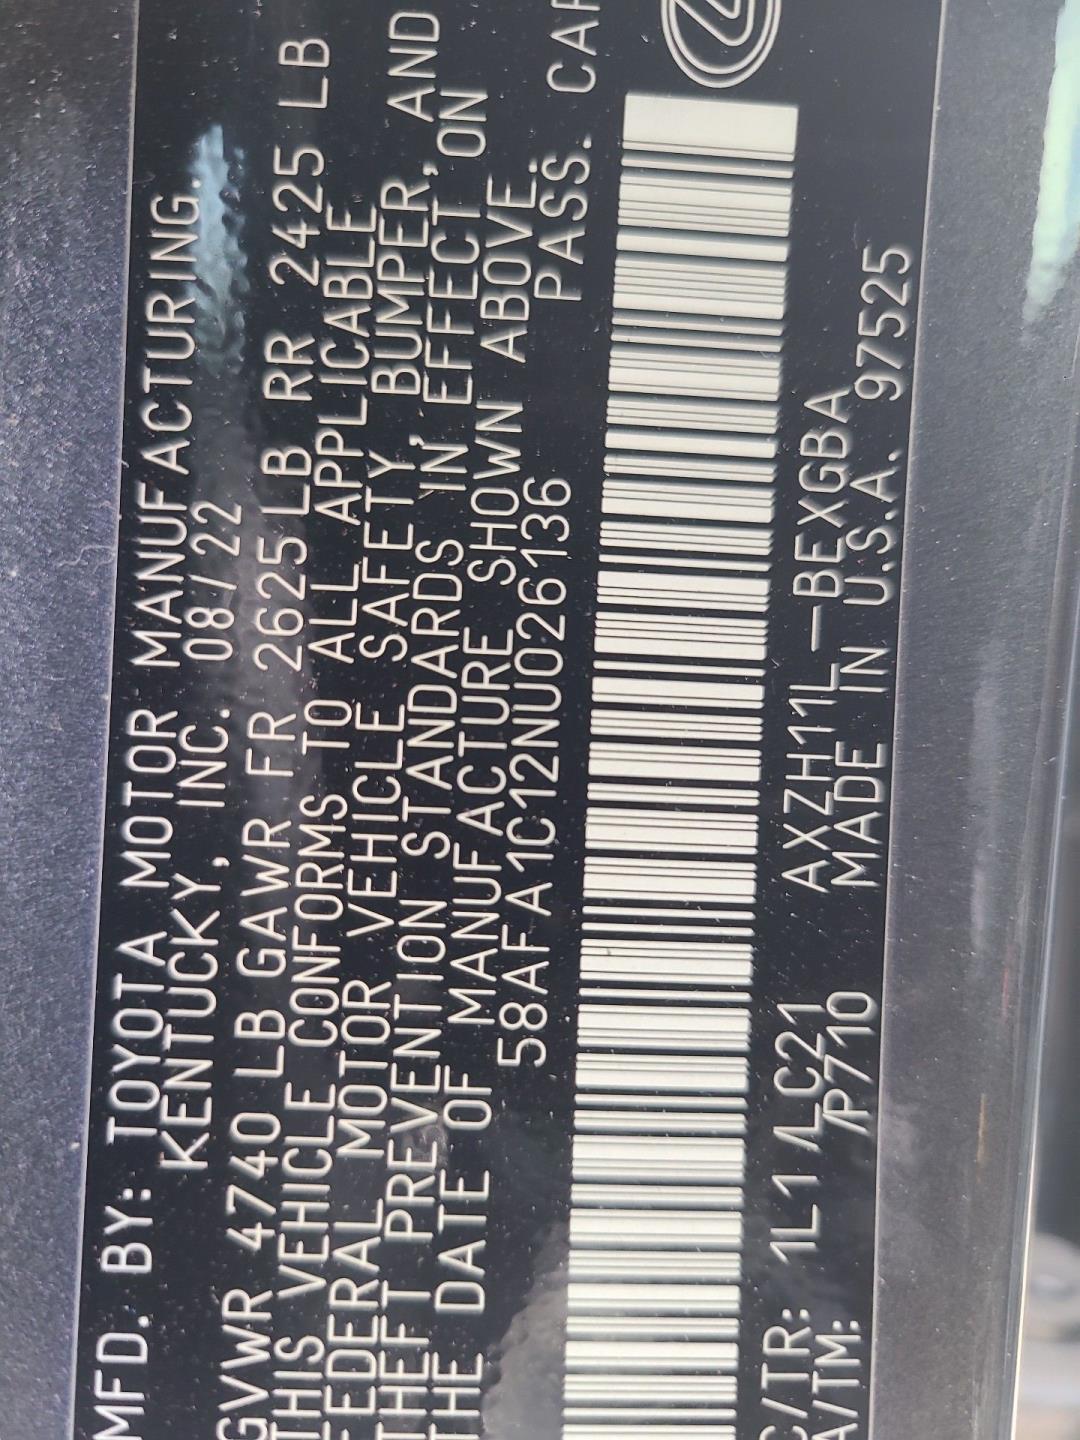 MFD. BY: TOYOTA MOTOR MANUFACTURING.
KENTUCKY, INC. 08/22
GVWR 4740 LB GAWR FR 2625 LB RR 2425 LB
THIS VEHICLE CONFORMS TO ALL APPLICABLE
FEDERAL MOTOR VEHICLE SAFETY, BUMPER, AND
THEFT PREVENTION STANDARDS IN EFFECT ON
THE DATE OF MANUFACTURE SHOWN ABOVE.
58AFA1C12NU026136 PASS. CAR
C/TR: 1L1 /LC21 AXZH11L-BEXGBA
A/TM: /P710 MADE IN U.S.A. 97525